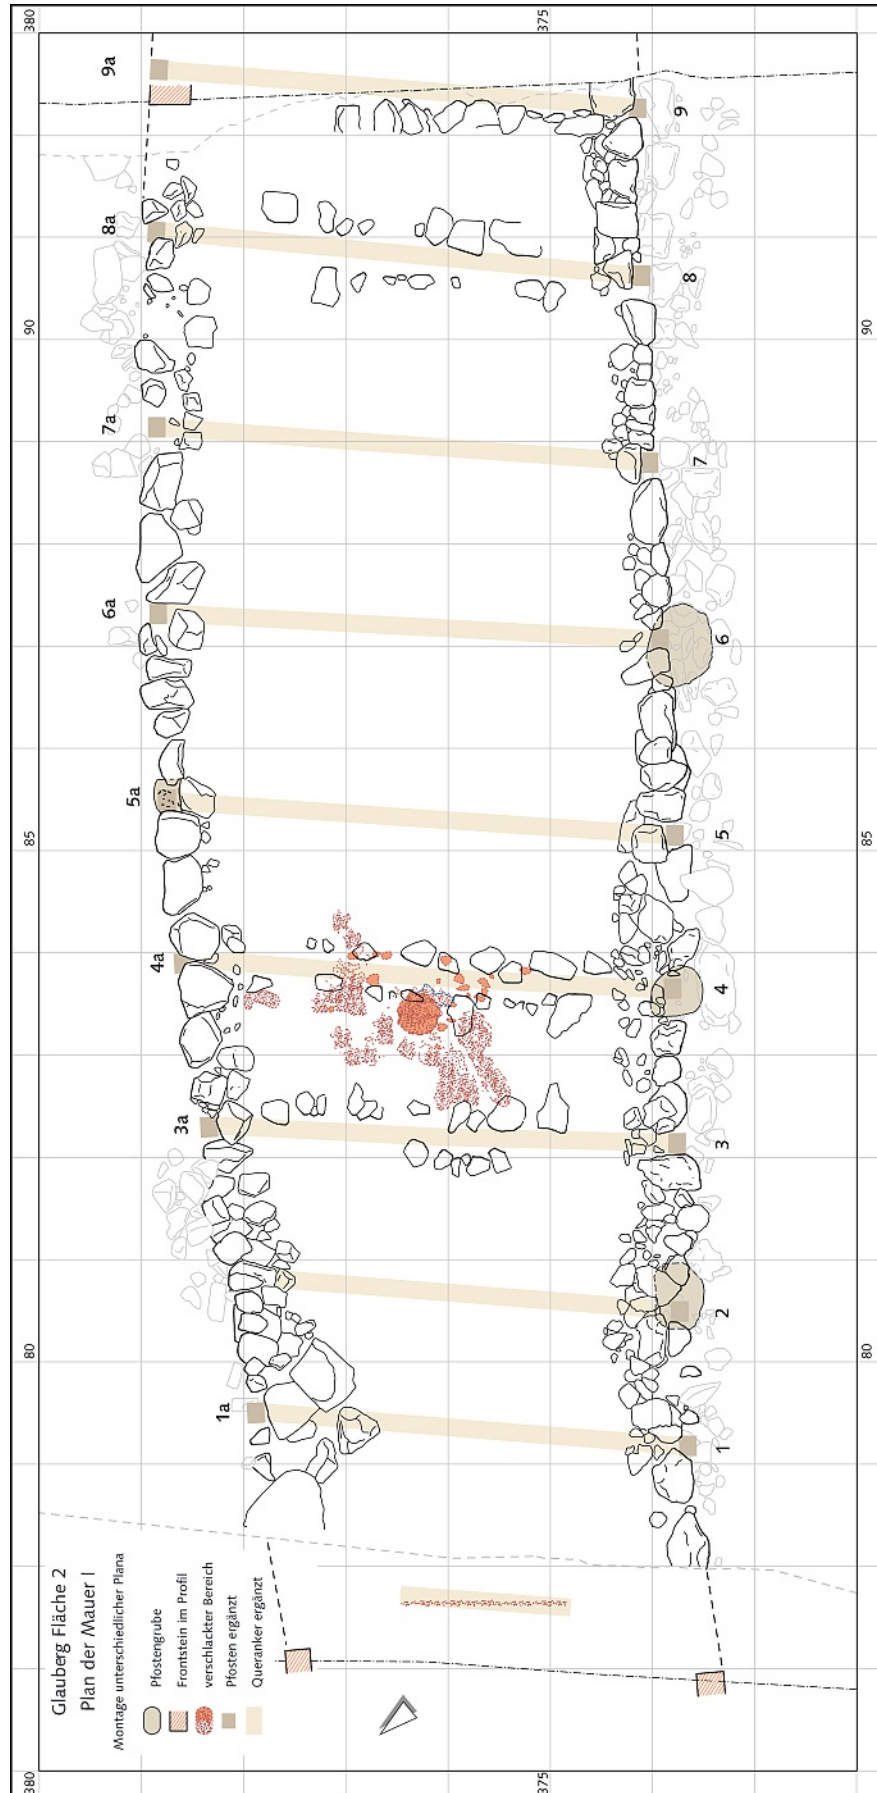 Glauberg Fläche 2
Plan der Mauer I
Montage unterschiedlicher Plana
Pfostengrube
Frontstein im Profil
verschlackter Bereich
Pfosten ergänzt
Queranker ergänzt
380
380
375
375
80
80
85
85
90
90
1a
3a
4a
5a
6a
7a
8a
9a
1
2
3
4
5
6
7
8
9